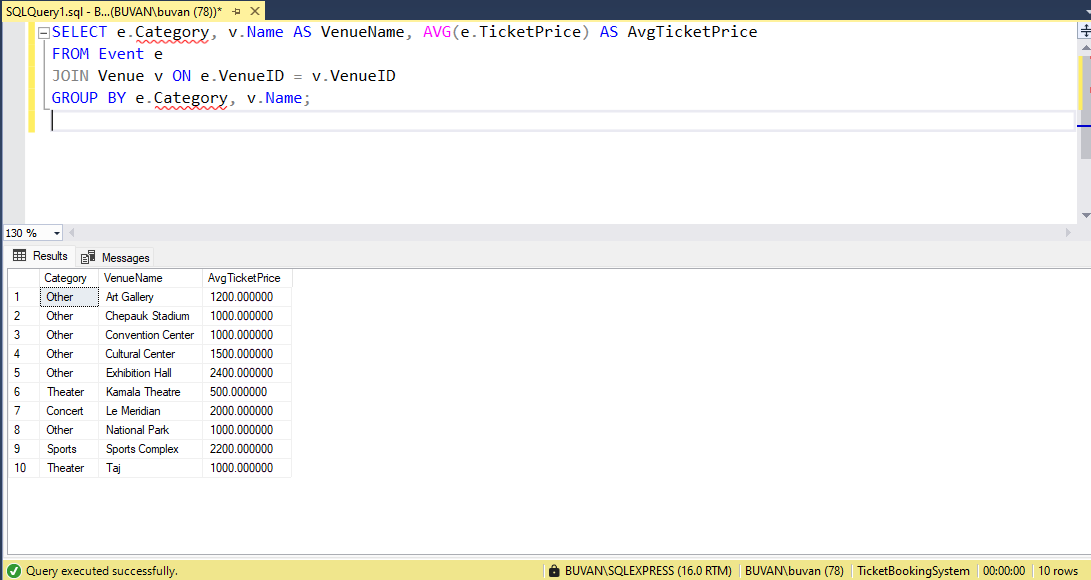 SQLQuery1.sql - B...(BUVAN\buvan (78))*
SELECT e.Category, v.Name AS VenueName, AVG(e.TicketPrice) AS AvgTicketPrice
FROM Event e
JOIN Venue v ON e.VenueID = v.VenueID
GROUP BY e.Category, v.Name;
130 %
Results Messages
Category VenueName AvgTicketPrice
1 Other Art Gallery 1200.000000
2 Other Chepauk Stadium 1000.000000
3 Other Convention Center 1000.000000
4 Other Cultural Center 1500.000000
5 Other Exhibition Hall 2400.000000
6 Theater Kamala Theatre 500.000000
7 Concert Le Meridian 2000.000000
8 Other National Park 1000.000000
9 Sports Sports Complex 2200.000000
10 Theater Taj 1000.000000
Query executed successfully. BUVAN\SQLEXPRESS (16.0 RTM) BUVAN\buvan (78) TicketBookingSystem 00:00:00 10 rows